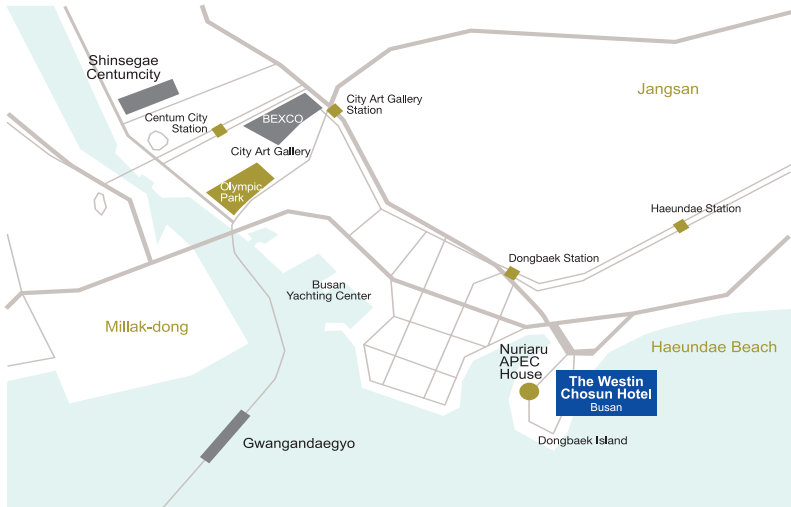 Shinsegae
Centumcity
Jangsan
City Art Gallery
Station
BEXCO
Centum City
Station
City Art Gallery
Olympic
Park
Haeundae Station
Dongbaek Station
Busan
Yachting Center
Millak-dong
Nuriaru
APEC
House
Haeundae Beach
The Westin
Chosun Hotel
Busan
Dongbaek Island
Gwangandaegyo